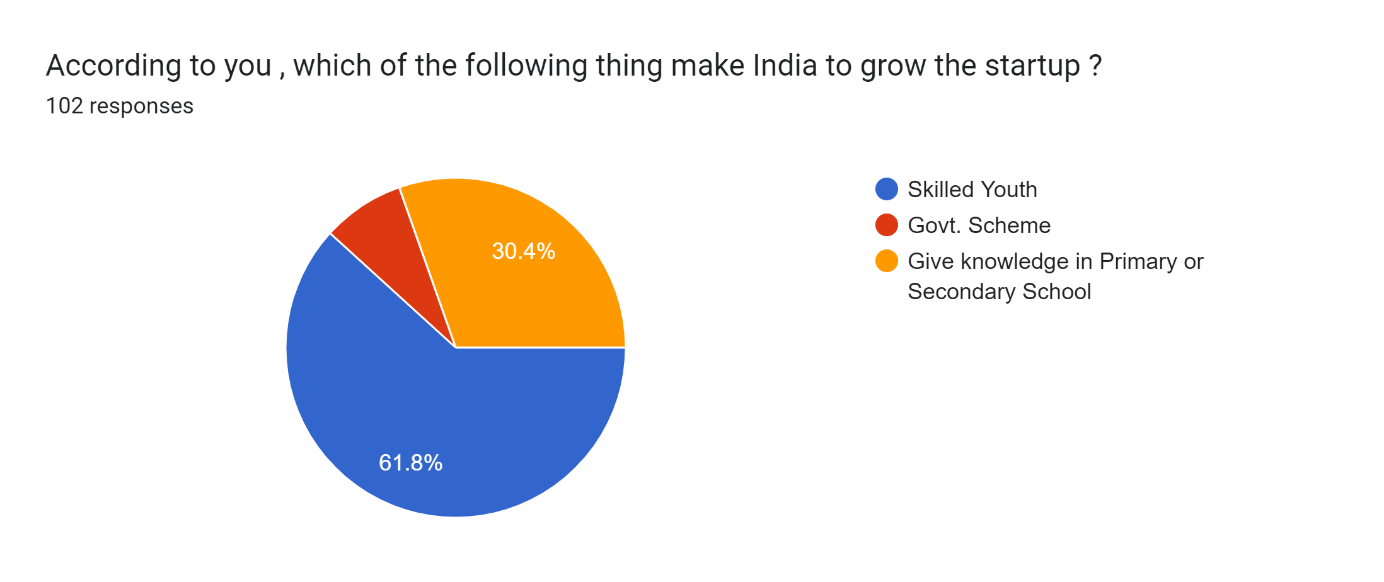 According to you , which of the following thing make India to grow the startup ?
102 responses
Skilled Youth
Govt. Scheme
Give knowledge in Primary or
Secondary School
30.4%
61.8%